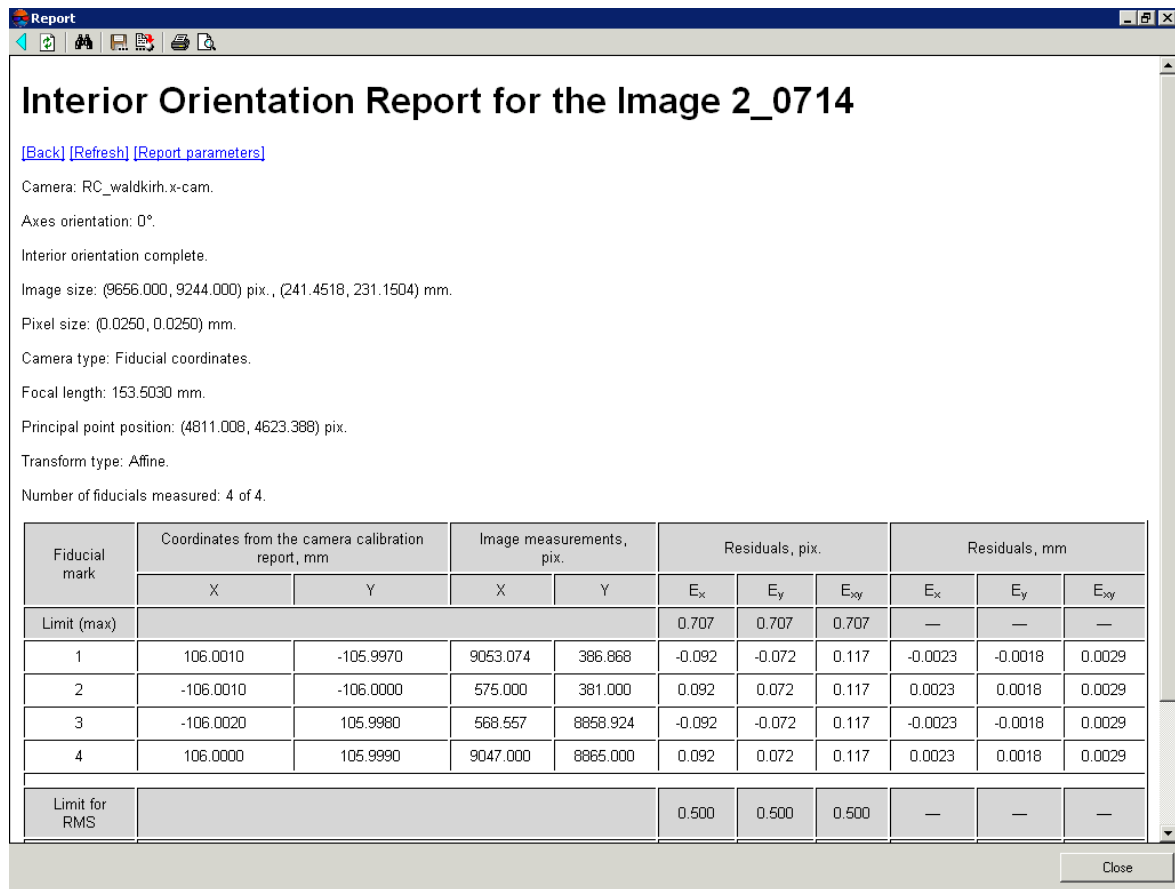 Report
Interior Orientation Report for the Image 2_0714
[Back] [Refresh] [Report parameters]
Camera: RC_waldkirh.x-cam.
Axes orientation: 0°.
Interior orientation complete.
Image size: (9656.000, 9244.000) pix., (241.4518, 231.1504) mm.
Pixel size: (0.0250, 0.0250) mm.
Camera type: Fiducial coordinates.
Focal length: 153.5030 mm.
Principal point position: (4811.008, 4623.388) pix.
Transform type: Affine.
Number of fiducials measured: 4 of 4.
Fiducial mark Coordinates from the camera calibration report, mm Image measurements, pix. Residuals, pix. Residuals, mm
X Y X Y Ex Ey Exy Ex Ey Exy
Limit (max) 0.707 0.707 0.707 — — —
1 106.0010 -105.9970 9053.074 386.868 -0.092 -0.072 0.117 -0.0023 -0.0018 0.0029
2 -106.0010 -106.0000 575.000 381.000 0.092 0.072 0.117 0.0023 0.0018 0.0029
3 -106.0020 105.9980 568.557 8858.924 -0.092 -0.072 0.117 -0.0023 -0.0018 0.0029
4 106.0000 105.9990 9047.000 8865.000 0.092 0.072 0.117 0.0023 0.0018 0.0029
Limit for RMS 0.500 0.500 0.500 — — —
Close